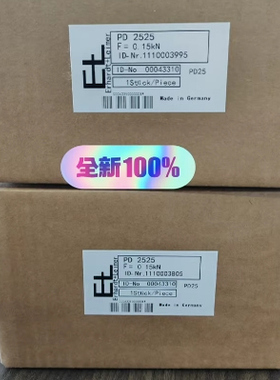 Erhardt+Leimer
PD 2525
F= 0.15kN
ID-Nr.1110003995
ID-No 00043310
PD25
1Stück/Piece
Made in Germany
全新100%
Erhardt+Leimer
PD 2525
F= 0.15kN
ID-Nr.1110003806
ID-No 00043310
PD25
1Stück/Piece
Made in Germany